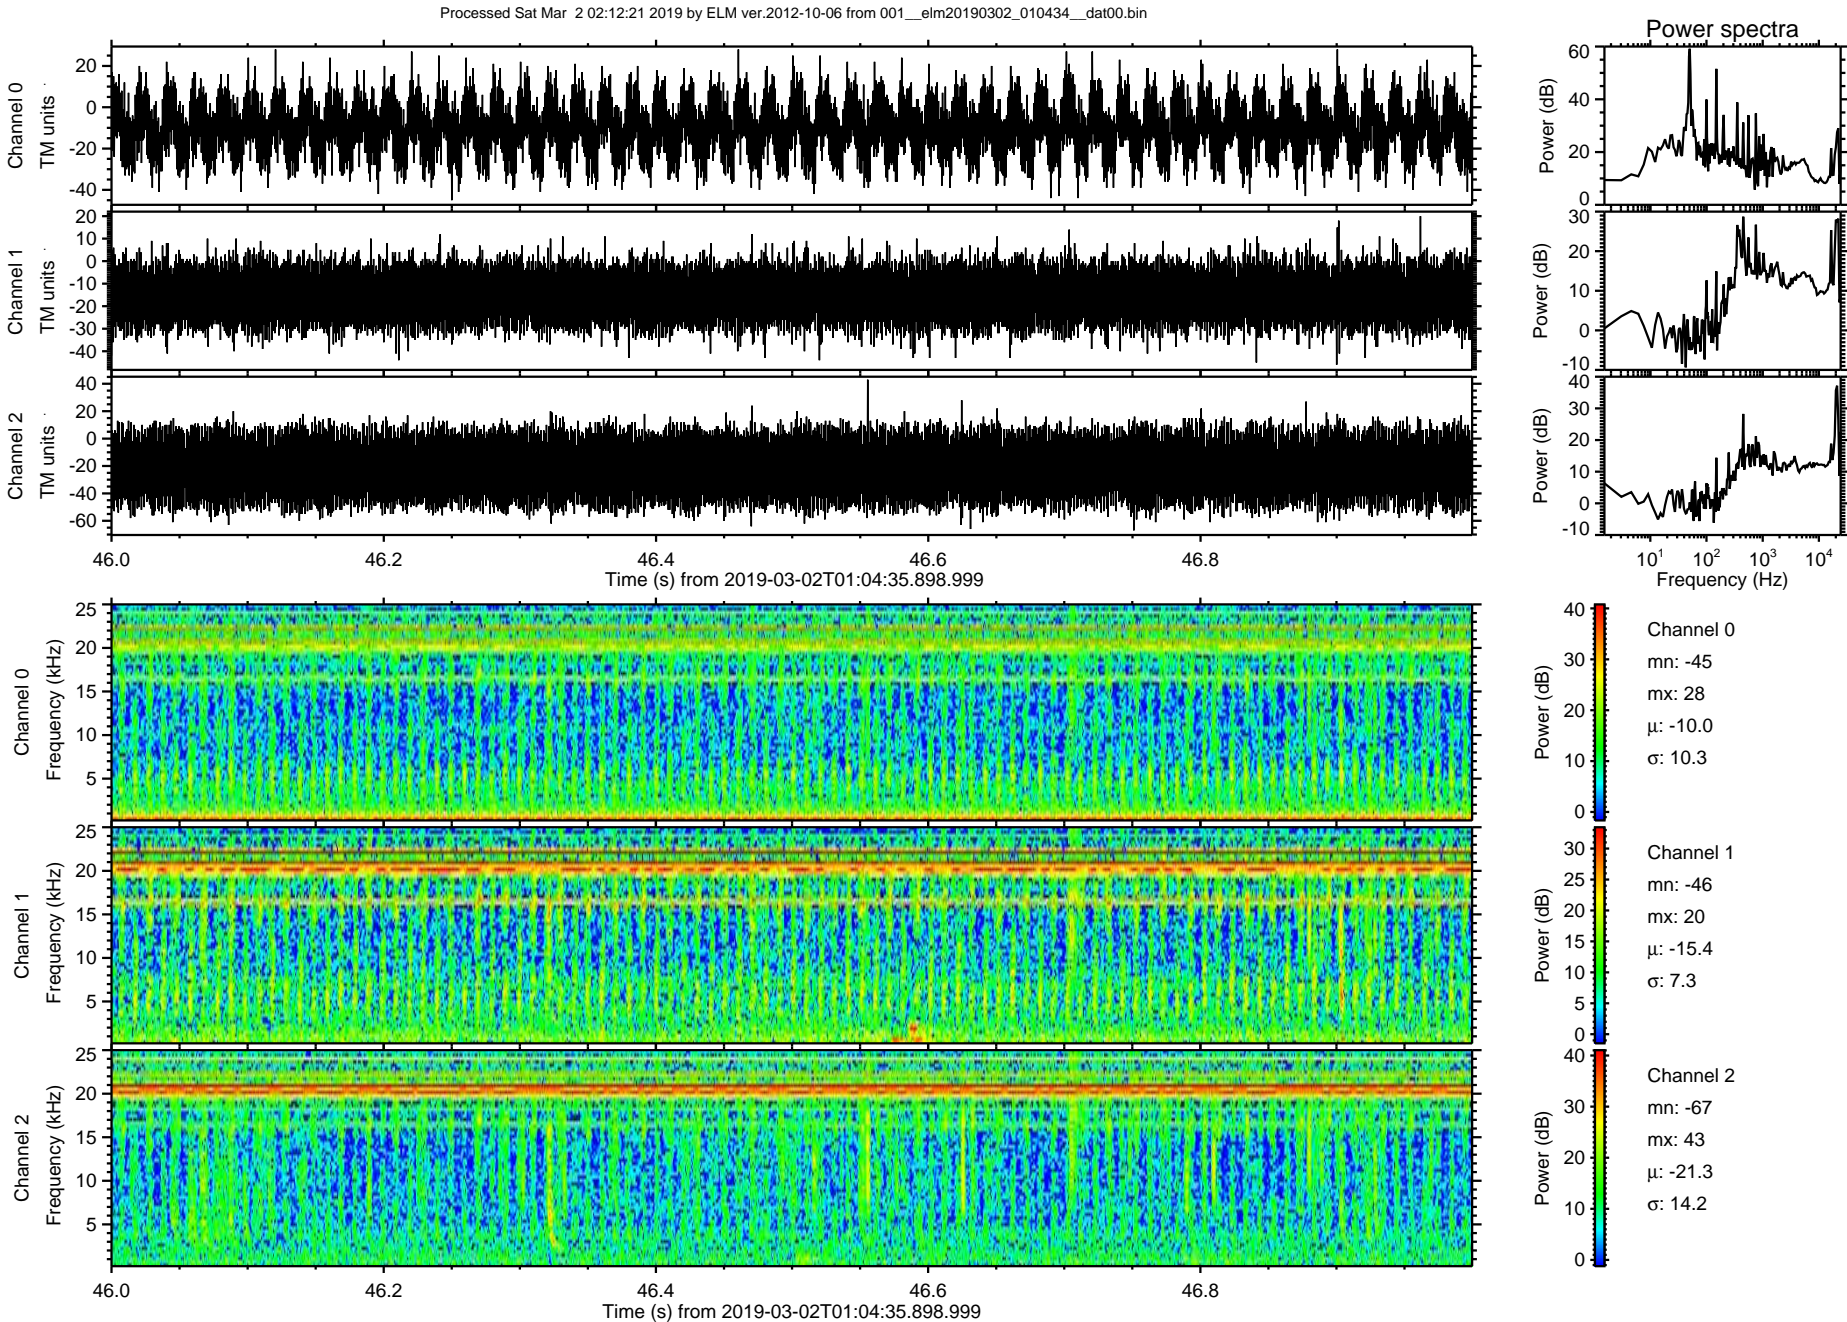 Processed Sat Mar  2 02:12:21 2019 by ELM ver.2012-10-06 from 001__elm20190302_010434__dat00.bin
Power spectra
Channel 0
TM units
20
0
-20
-40
Power (dB)
60
40
20
0
Channel 1
TM units
20
10
0
-10
-20
-30
-40
Power (dB)
30
20
10
0
-10
Channel 2
TM units
40
20
0
-20
-40
-60
Power (dB)
40
30
20
10
0
-10
46.0 46.2 46.4 46.6 46.8
Time (s) from 2019-03-02T01:04:35.898.999
10^1 10^2 10^3 10^4
Frequency (Hz)
Channel 0
Frequency (kHz)
25
20
15
10
5
Power (dB)
40
30
20
10
0
Channel 0
mn: -45
mx: 28
μ: -10.0
σ: 10.3
Channel 1
Frequency (kHz)
25
20
15
10
5
Power (dB)
30
25
20
15
10
5
0
Channel 1
mn: -46
mx: 20
μ: -15.4
σ: 7.3
Channel 2
Frequency (kHz)
25
20
15
10
5
Power (dB)
40
30
20
10
0
Channel 2
mn: -67
mx: 43
μ: -21.3
σ: 14.2
46.0 46.2 46.4 46.6 46.8
Time (s) from 2019-03-02T01:04:35.898.999